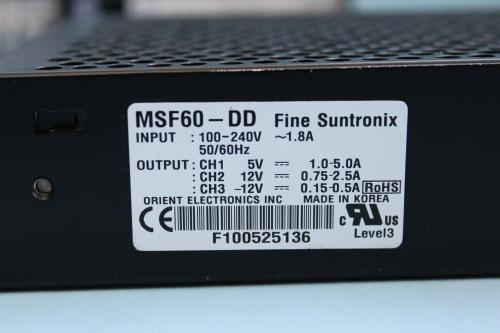 MSF60-DD Fine Suntronix
INPUT : 100-240V ~1.8A
50/60Hz
OUTPUT : CH1 5V ⎓ 1.0-5.0A
: CH2 12V ⎓ 0.75-2.5A
: CH3 -12V ⎓ 0.15-0.5A RoHS
ORIENT ELECTRONICS INC MADE IN KOREA
CE c RU US
Level3
F100525136